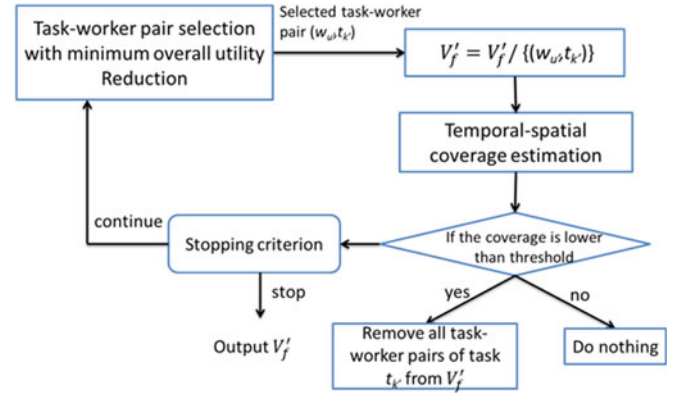 Task-worker pair selection
with minimum overall utility
Reduction
Selected task-worker
pair (w_u, t_k')
V_f' = V_f' / {(w_u, t_k')}
Temporal-spatial
coverage estimation
If the coverage is lower
than threshold
continue
Stopping criterion
stop
yes
no
Output V_f'
Remove all task-
worker pairs of task
t_k' from V_f'
Do nothing